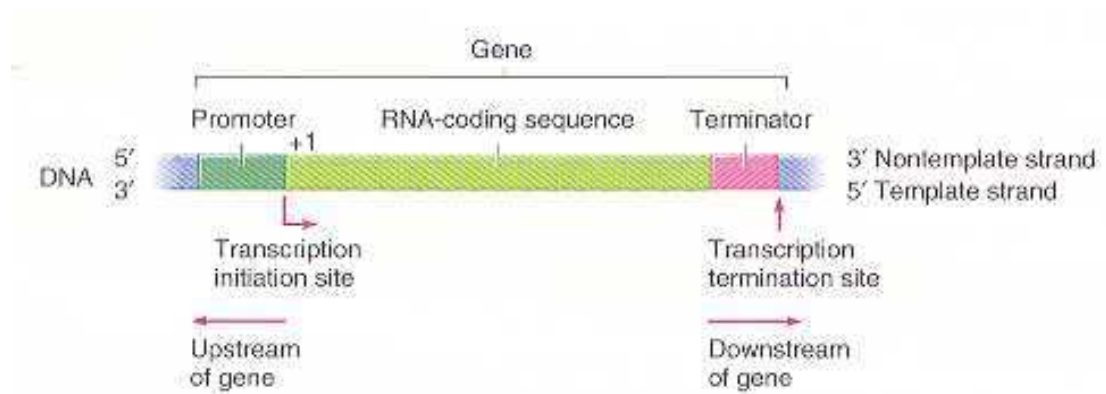 Gene
Promoter RNA-coding sequence Terminator
+1
DNA 5′ 3′ Nontemplate strand
3′ 5′ Template strand
Transcription initiation site
Transcription termination site
Upstream of gene
Downstream of gene